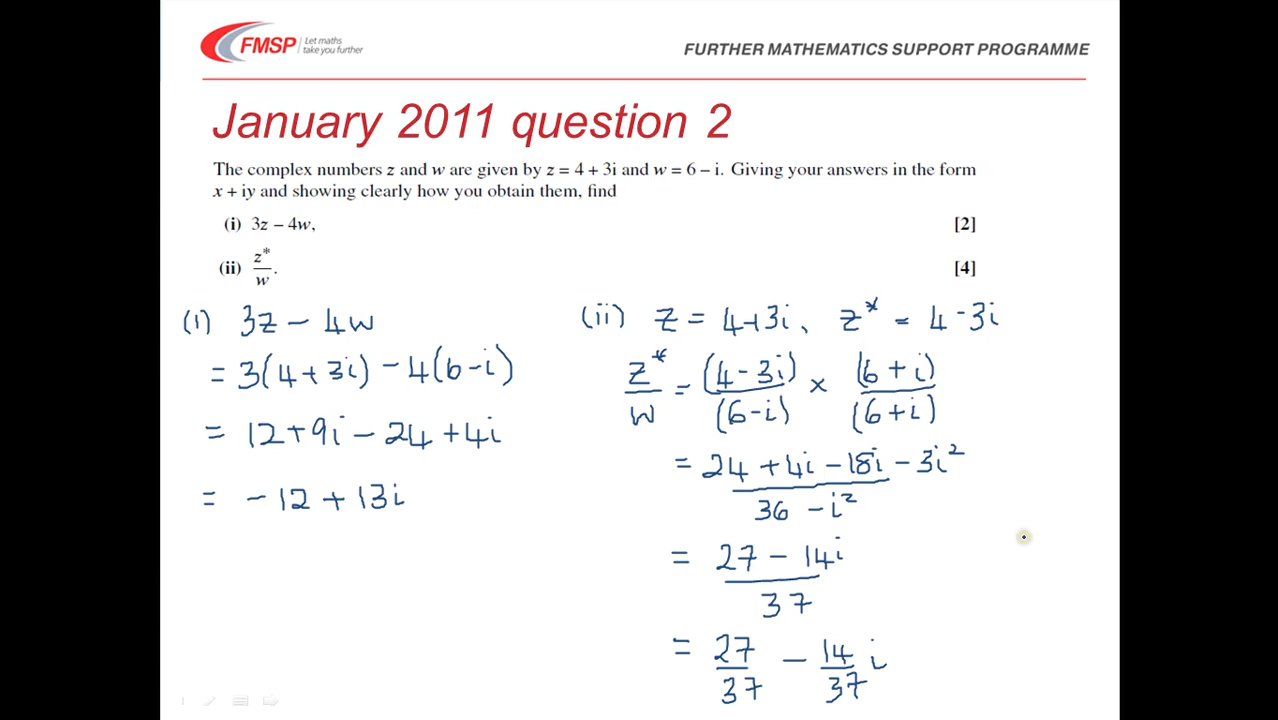 FMSP
Let maths
take you further
FURTHER MATHEMATICS SUPPORT PROGRAMME
January 2011 question 2
The complex numbers z and w are given by z = 4 + 3i and w = 6 – i. Giving your answers in the form
x + iy and showing clearly how you obtain them, find
(i) 3z – 4w, [2]
(ii) z*/w. [4]
(i) 3z - 4w
= 3(4+3i) - 4(6-i)
= 12+9i - 24 +4i
= -12 + 13i
(ii) z = 4+3i, z* = 4-3i
z*/w = (4-3i)/(6-i) × (6+i)/(6+i)
= (24 +4i -18i -3i²)/(36 -i²)
= (27 - 14i)/37
= 27/37 - 14/37 i